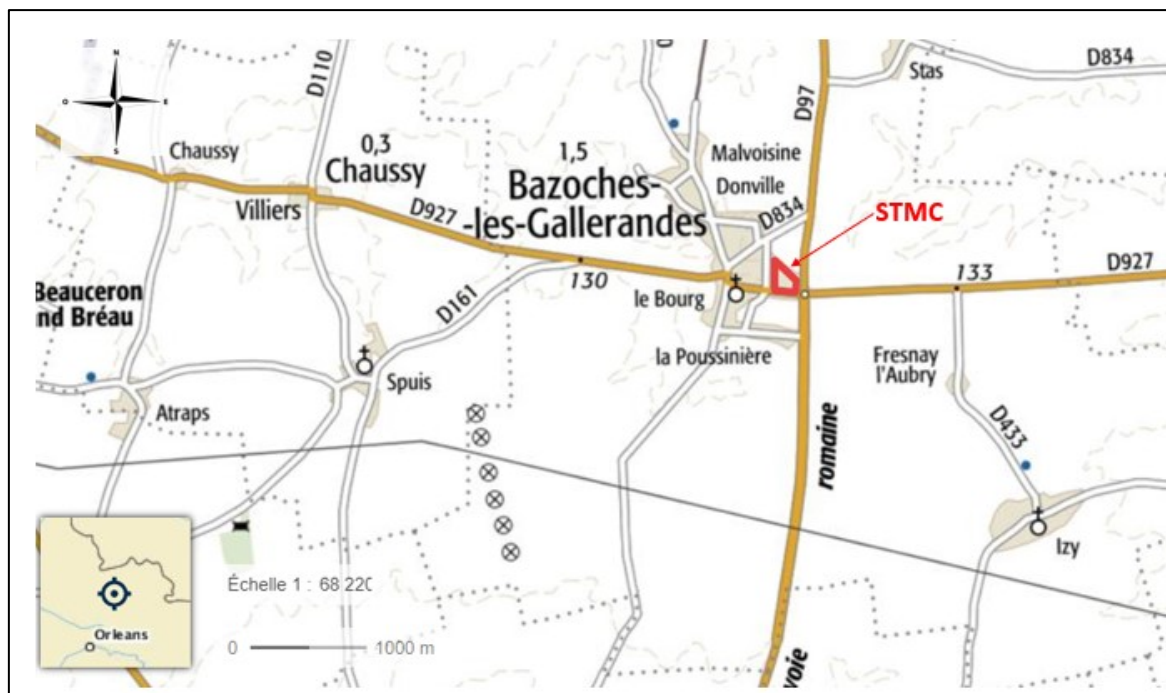 N
O
E
S
D110
D97
D834
Stas
Chaussy
0,3
Chaussy
1,5
Bazoches-
-les-Gallerandes
Malvoisine
Donville
D834
Villiers
D927
STMC
130
133
D927
Beauceron
nd Bréau
D161
le Bourg
la Poussinière
Fresnay
l'Aubry
Spuis
Atraps
D433
romaine
Izy
Échelle 1 : 68 220
Orleans
0
1000 m
voie